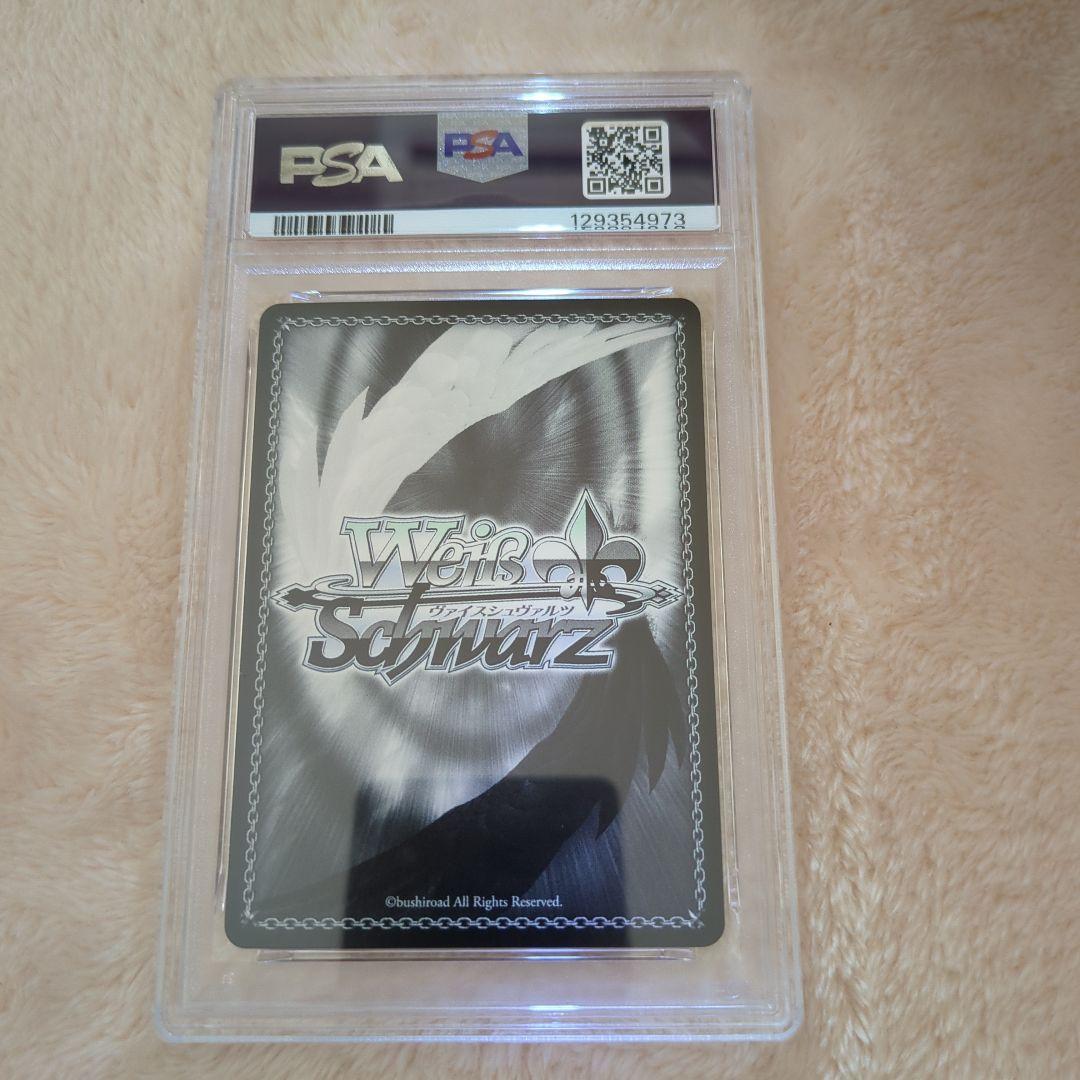 PSA
PSA
129354973
Weiß
ヴァイスシュヴァルツ
Schwarz
©bushiroad All Rights Reserved.